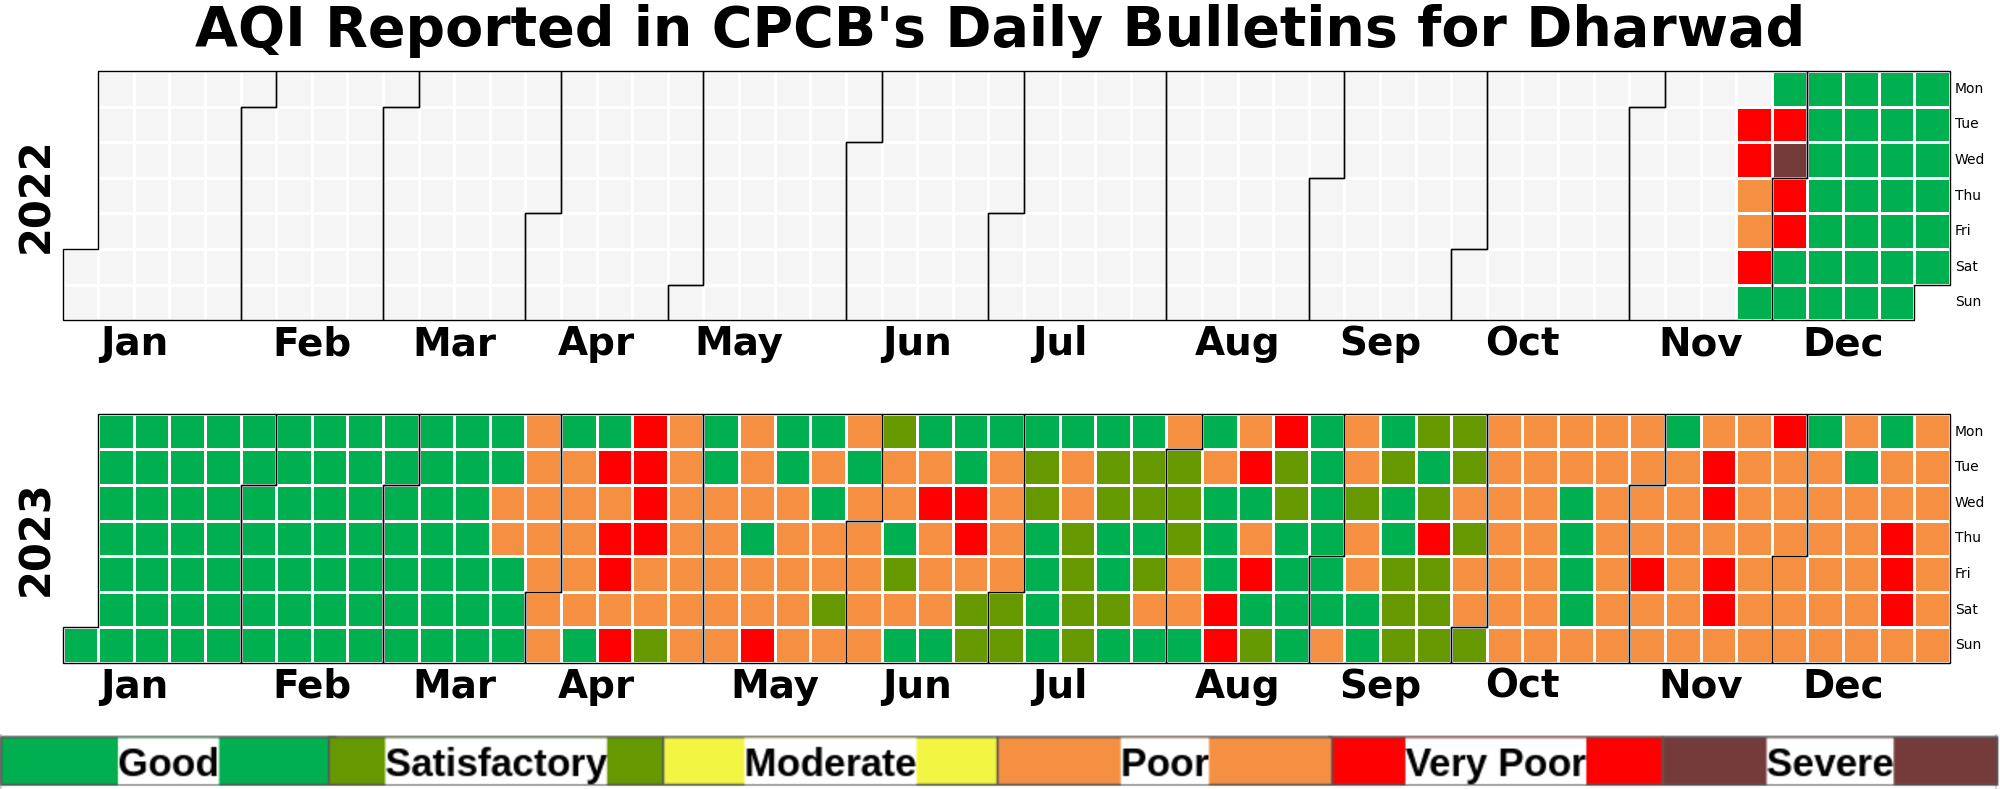 AQI Reported in CPCB's Daily Bulletins for Dharwad
2022
Mon
Tue
Wed
Thu
Fri
Sat
Sun
Jan Feb Mar Apr May Jun Jul Aug Sep Oct Nov Dec
2023
Mon
Tue
Wed
Thu
Fri
Sat
Sun
Jan Feb Mar Apr May Jun Jul Aug Sep Oct Nov Dec
Good Satisfactory Moderate Poor Very Poor Severe